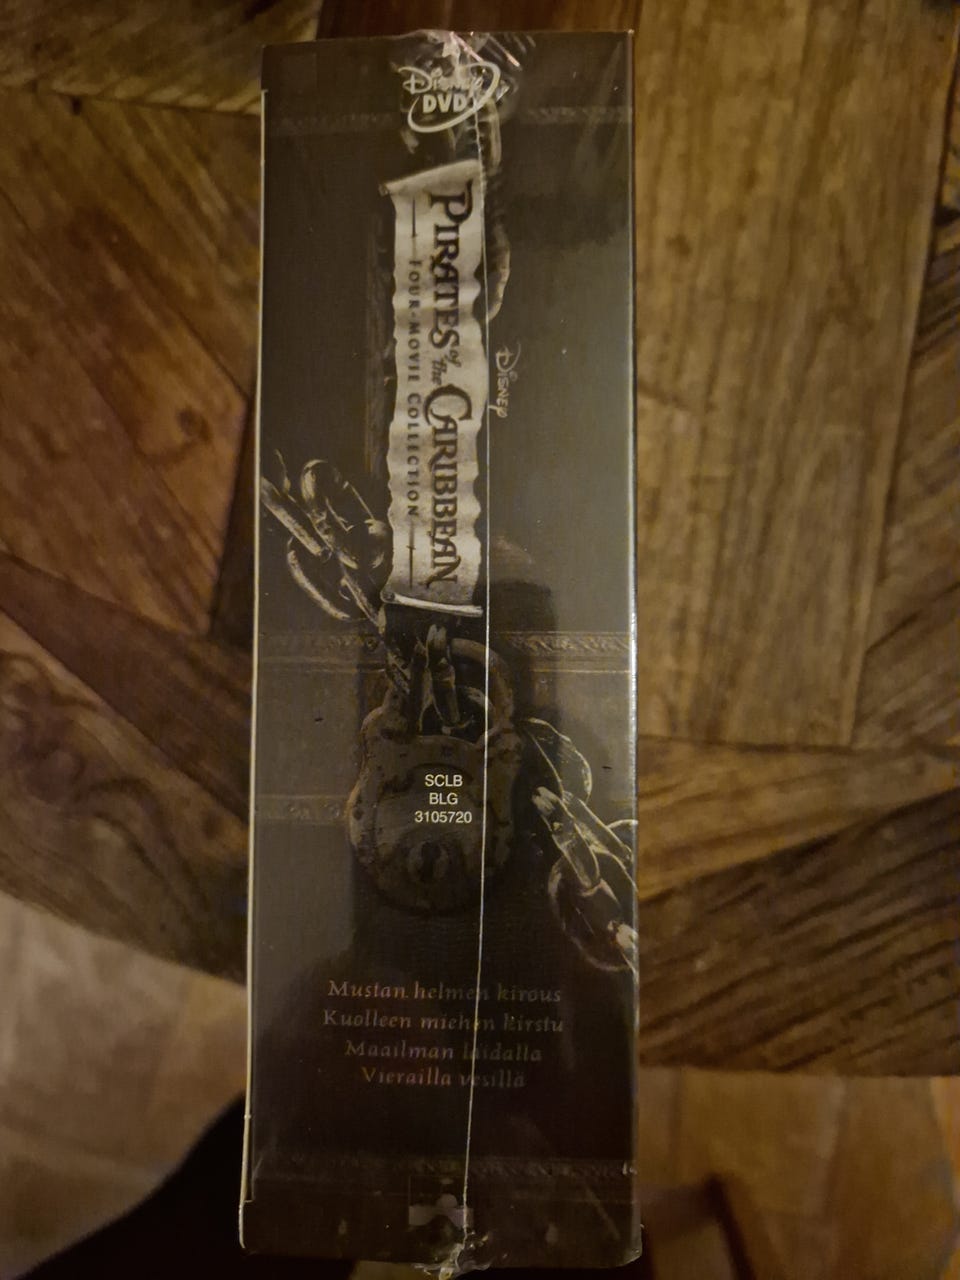 Disney
DVD
Disney
PIRATES of the CARIBBEAN
FOUR-MOVIE COLLECTION
SCLB
BLG
3105720
Mustan helmen kirous
Kuolleen miehen kirstu
Maailman laidalla
Vierailla vesillä